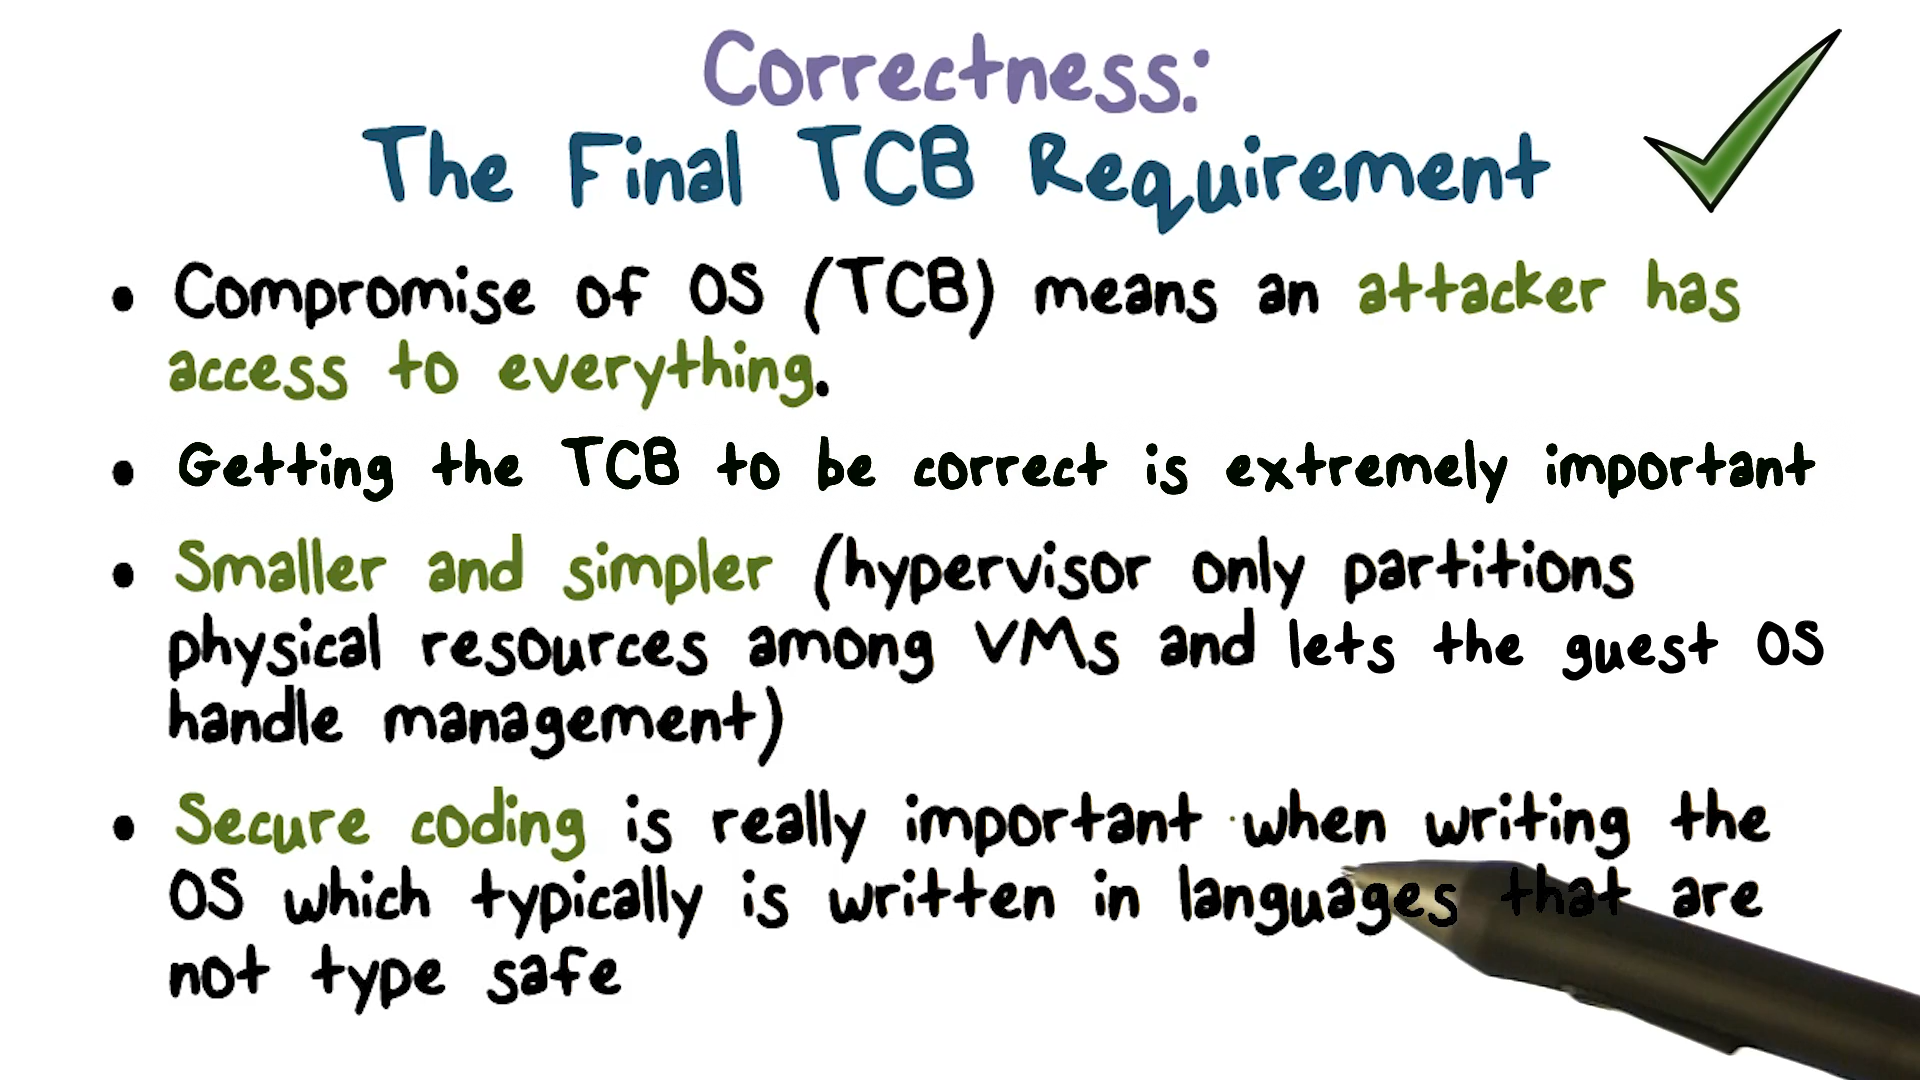 Correctness:
The Final TCB Requirement
• Compromise of OS (TCB) means an attacker has
access to everything.
• Getting the TCB to be correct is extremely important
• Smaller and simpler (hypervisor only partitions
physical resources among VMs and lets the guest OS
handle management)
• Secure coding is really important when writing the
OS which typically is written in languages that are
not type safe